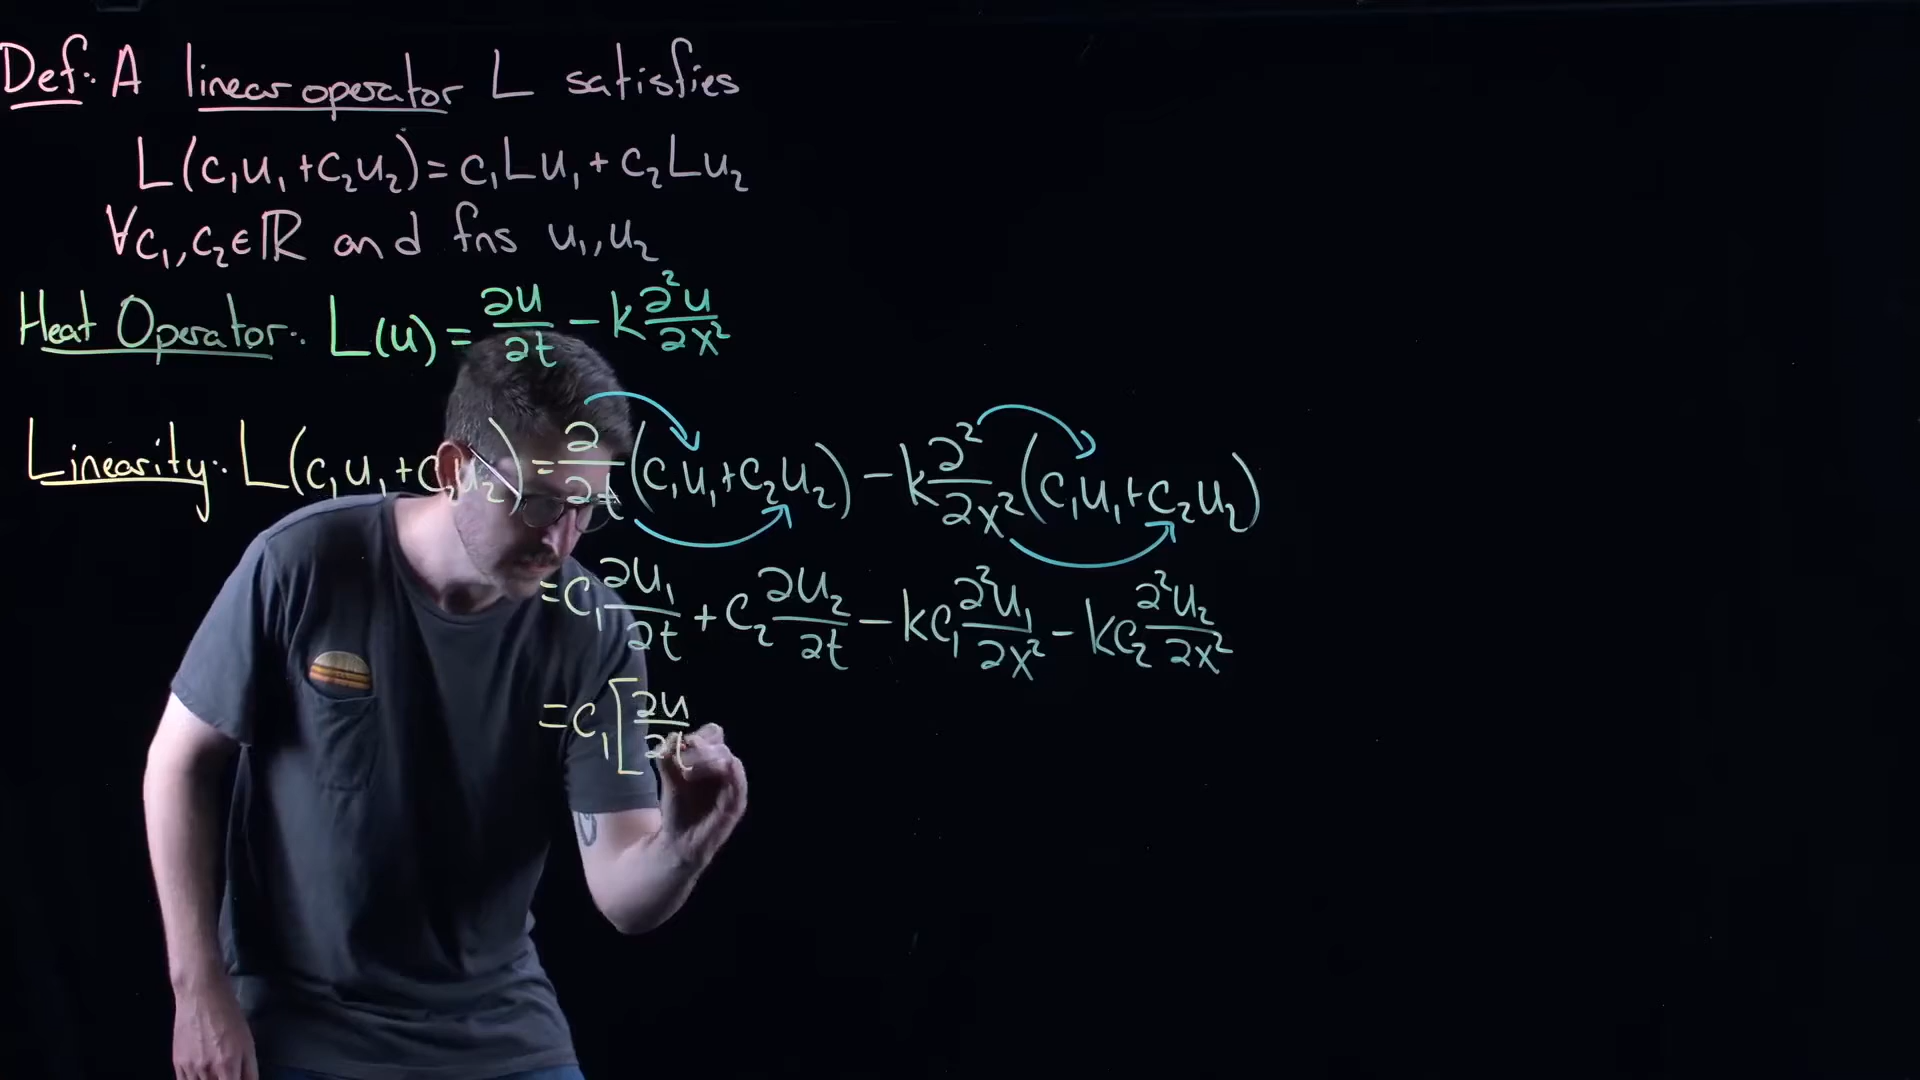 Def: A linear operator L satisfies
L(c₁u₁+c₂u₂)=c₁Lu₁+c₂Lu₂
∀c₁,c₂∈ℝ and fns u₁,u₂
Heat Operator: L(u) = ∂u/∂t - k ∂²u/∂x²
Linearity: L(c₁u₁+c₂u₂) = ∂/∂t (c₁u₁+c₂u₂) - k ∂²/∂x² (c₁u₁+c₂u₂)
= c₁ ∂u₁/∂t + c₂ ∂u₂/∂t - kc₁ ∂²u₁/∂x² - kc₂ ∂²u₂/∂x²
= c₁[∂u/∂t